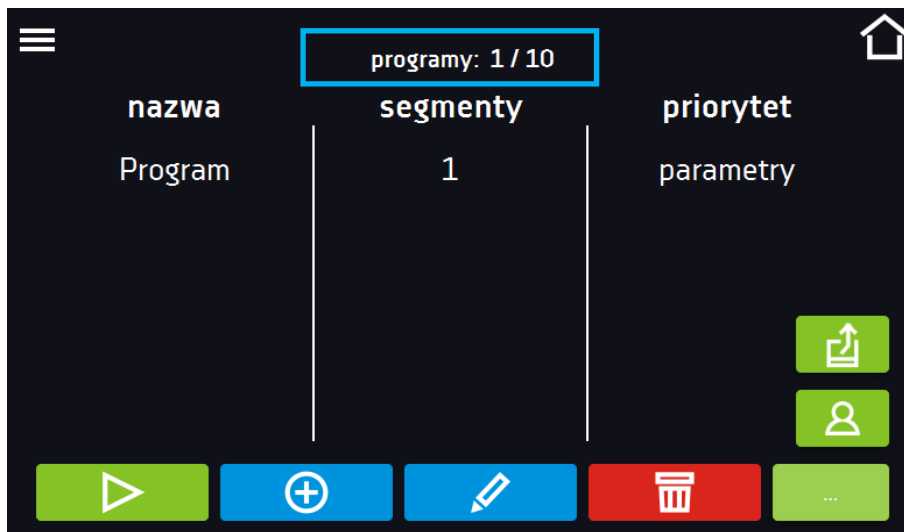 programy: 1 / 10
nazwa segmenty priorytet
Program 1 parametry
...